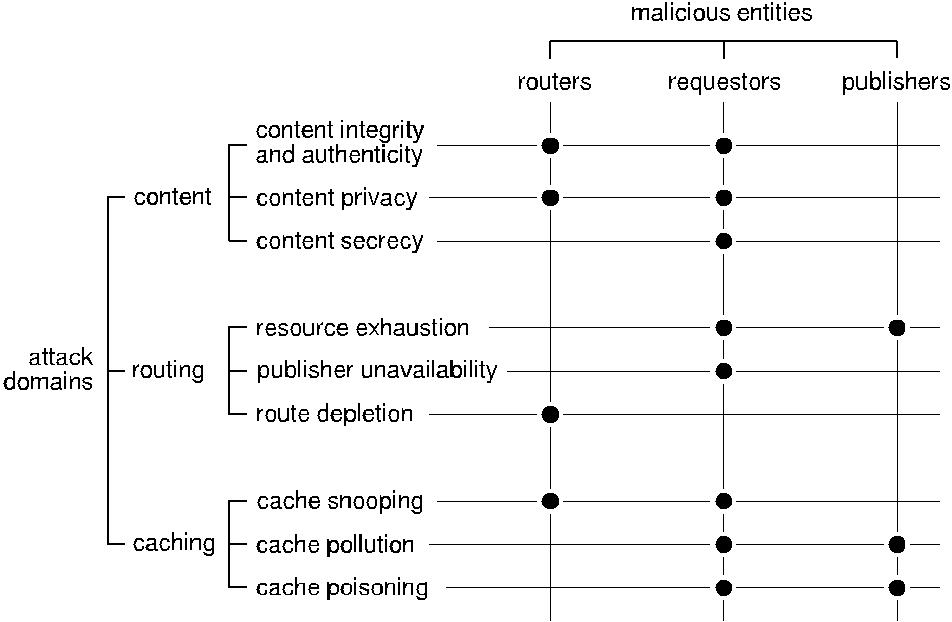 malicious entities
routers requestors publishers
content integrity
and authenticity
content
content privacy
content secrecy
resource exhaustion
attack
domains
routing
publisher unavailability
route depletion
cache snooping
caching
cache pollution
cache poisoning